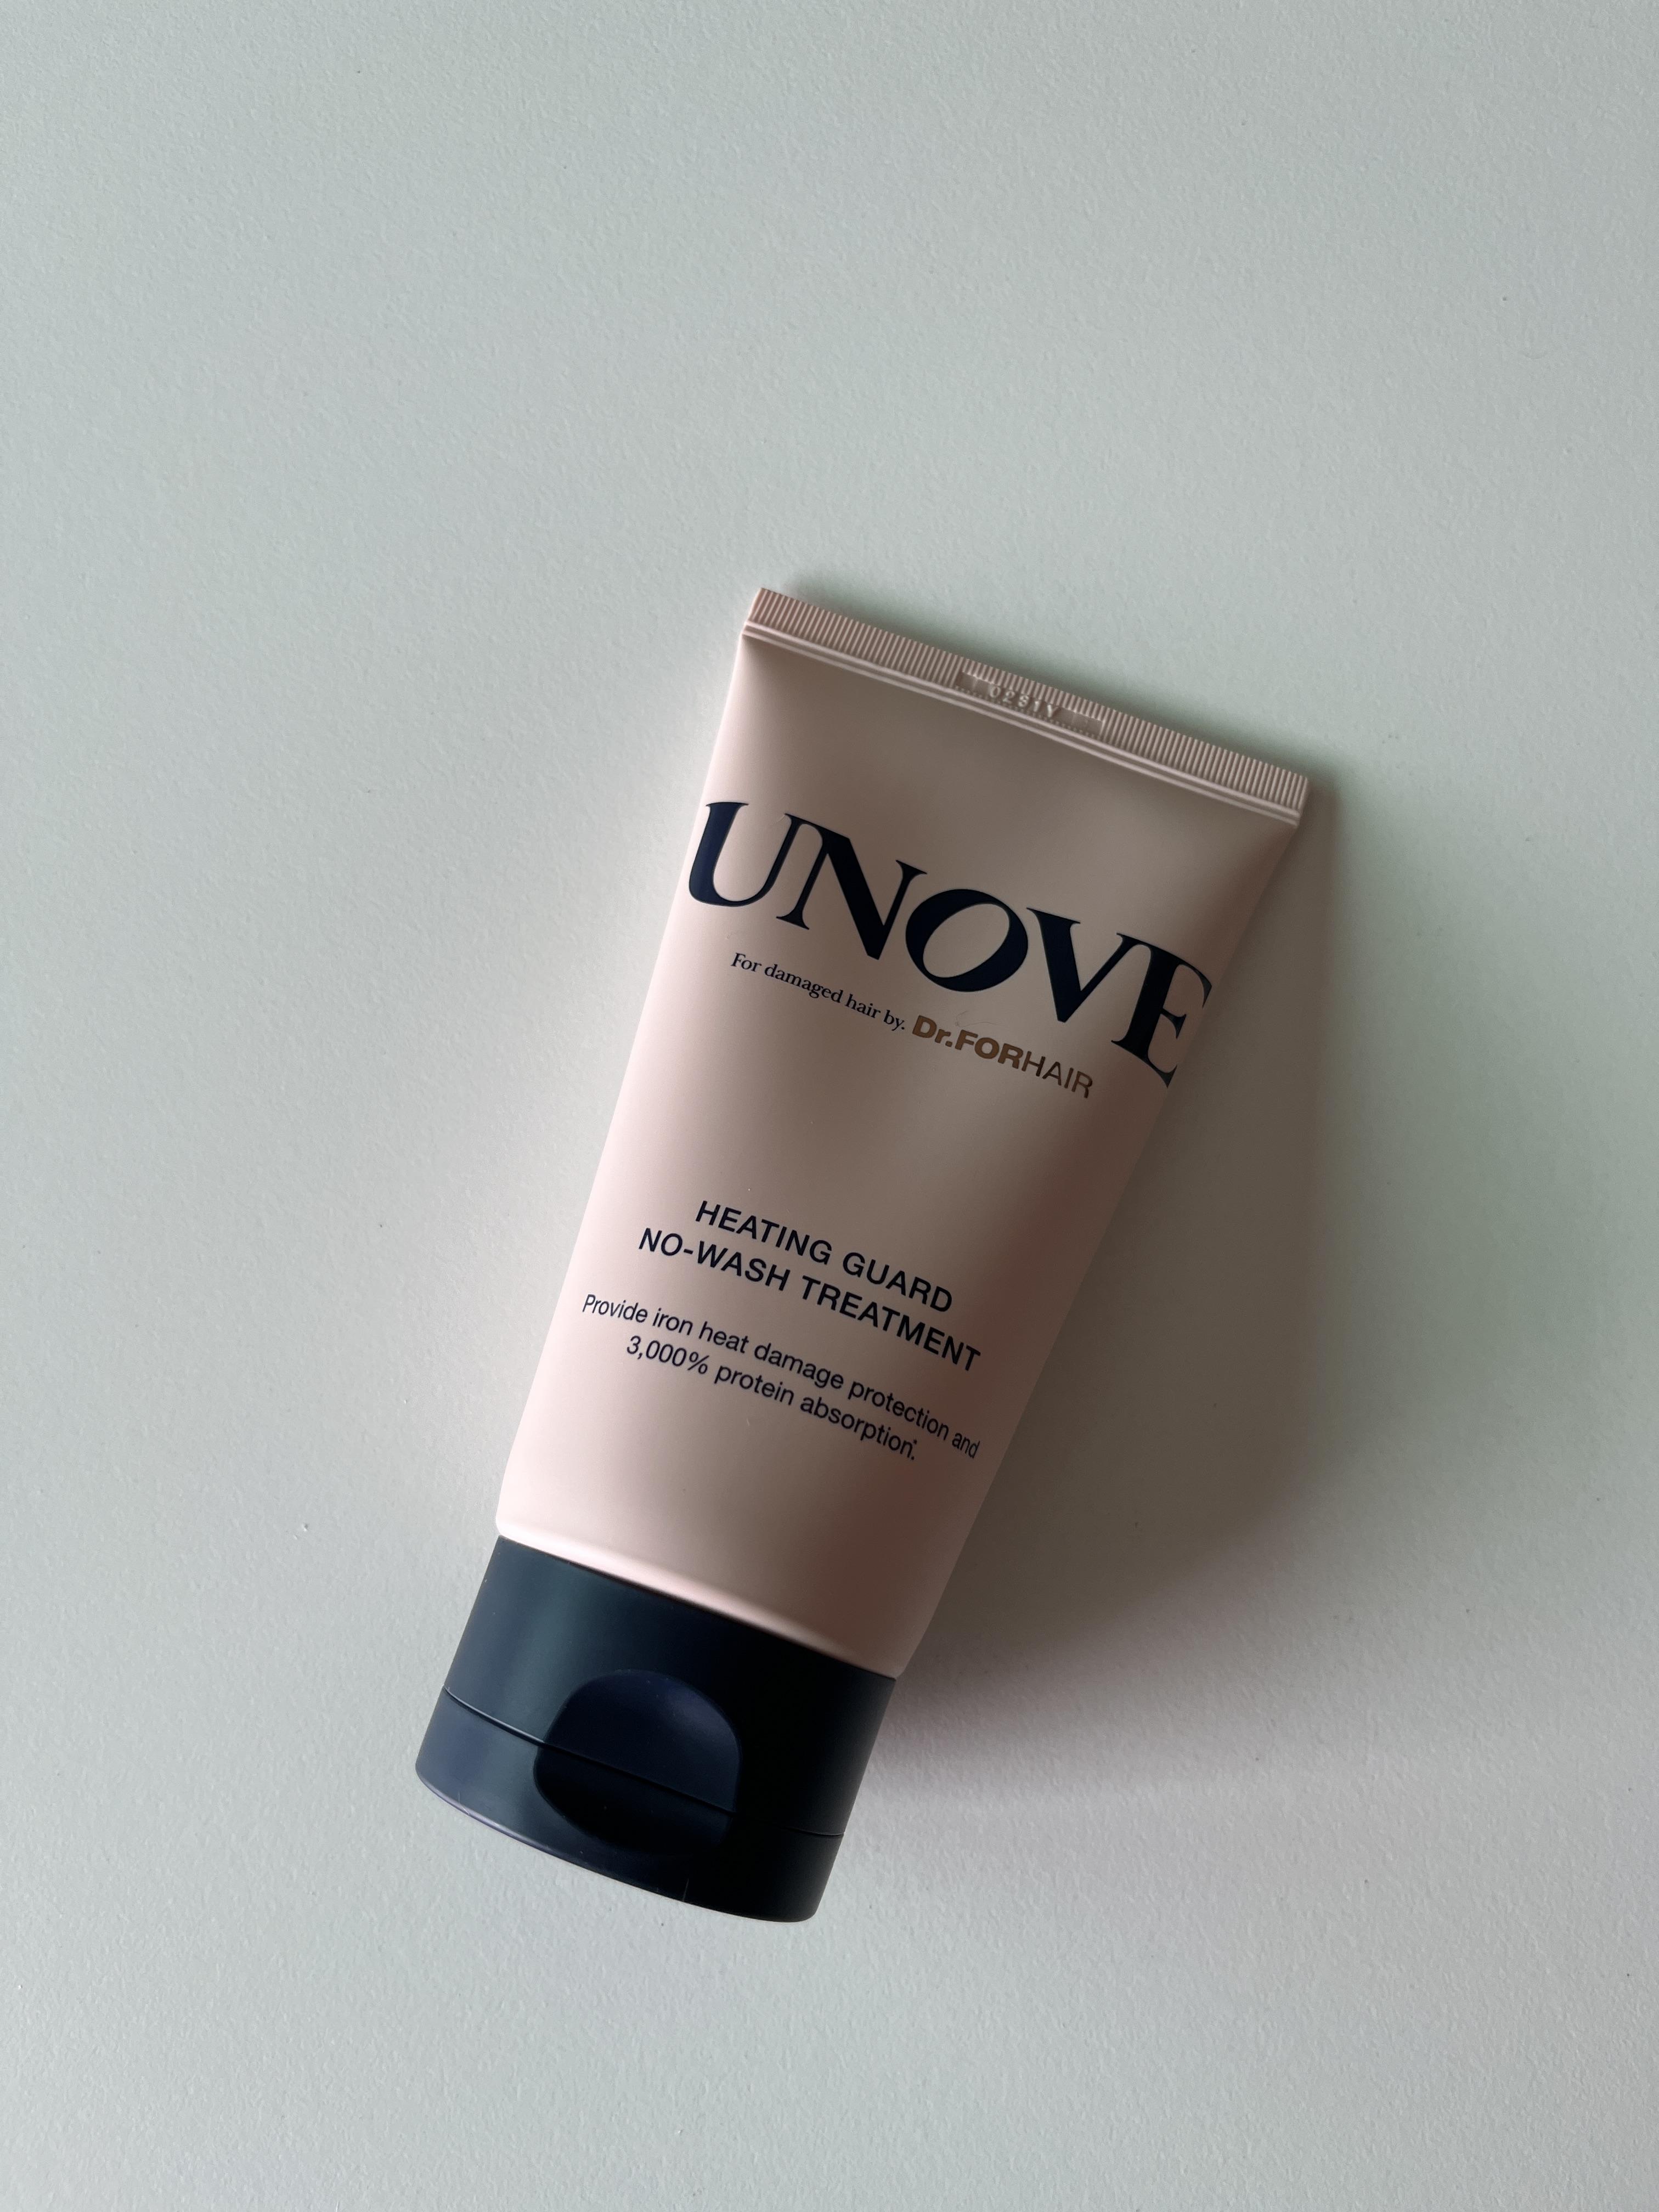 UNOVE
For damaged hair by. Dr.FORHAIR
HEATING GUARD
NO-WASH TREATMENT
Provide iron heat damage protection and
3,000% protein absorption*.